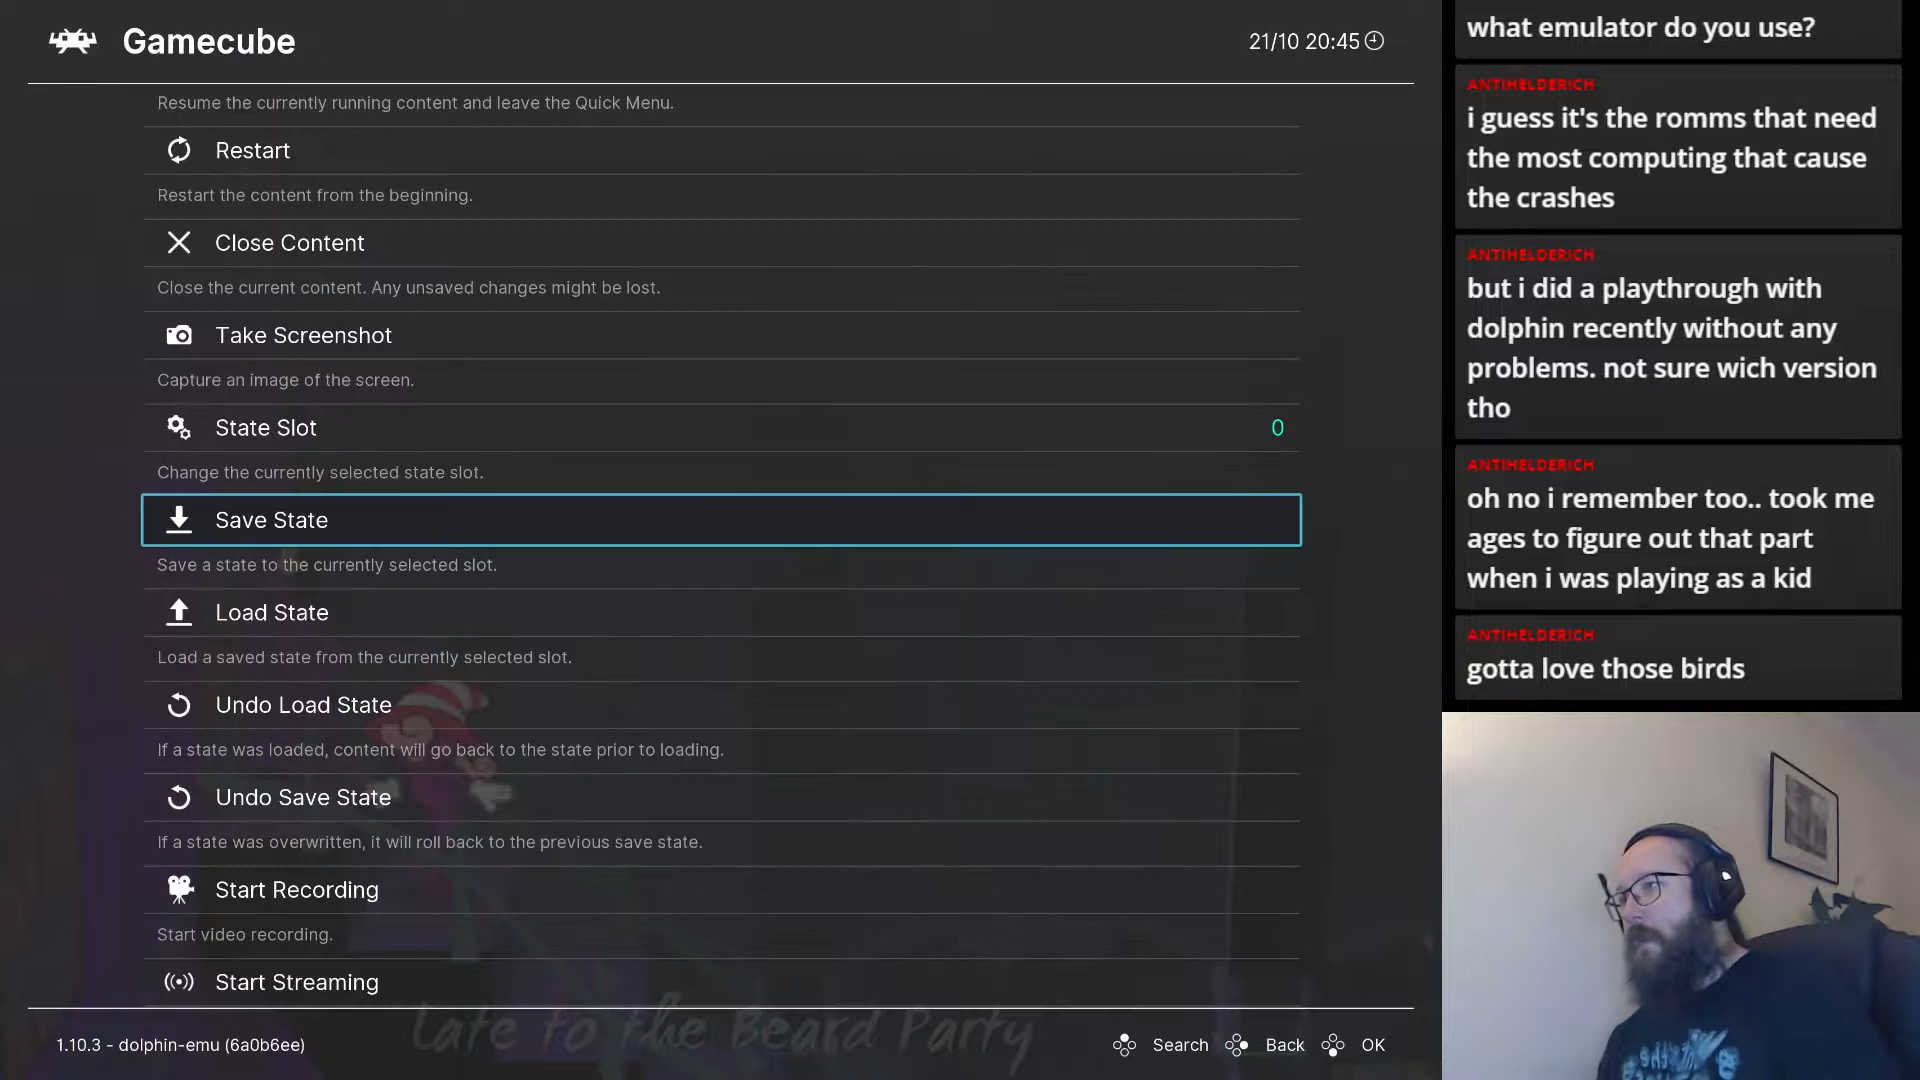 Gamecube
21/10 20:45
Resume the currently running content and leave the Quick Menu.
Restart
Restart the content from the beginning.
Close Content
Close the current content. Any unsaved changes might be lost.
Take Screenshot
Capture an image of the screen.
State Slot 0
Change the currently selected state slot.
Save State
Save a state to the currently selected slot.
Load State
Load a saved state from the currently selected slot.
Undo Load State
If a state was loaded, content will go back to the state prior to loading.
Undo Save State
If a state was overwritten, it will roll back to the previous save state.
Start Recording
Start video recording.
Start Streaming
Late to the Beard Party
1.10.3 - dolphin-emu (6a0b6ee)
Search Back OK
what emulator do you use?
ANTIHELDERICH
i guess it's the romms that need
the most computing that cause
the crashes
ANTIHELDERICH
but i did a playthrough with
dolphin recently without any
problems. not sure wich version
tho
ANTIHELDERICH
oh no i remember too.. took me
ages to figure out that part
when i was playing as a kid
ANTIHELDERICH
gotta love those birds